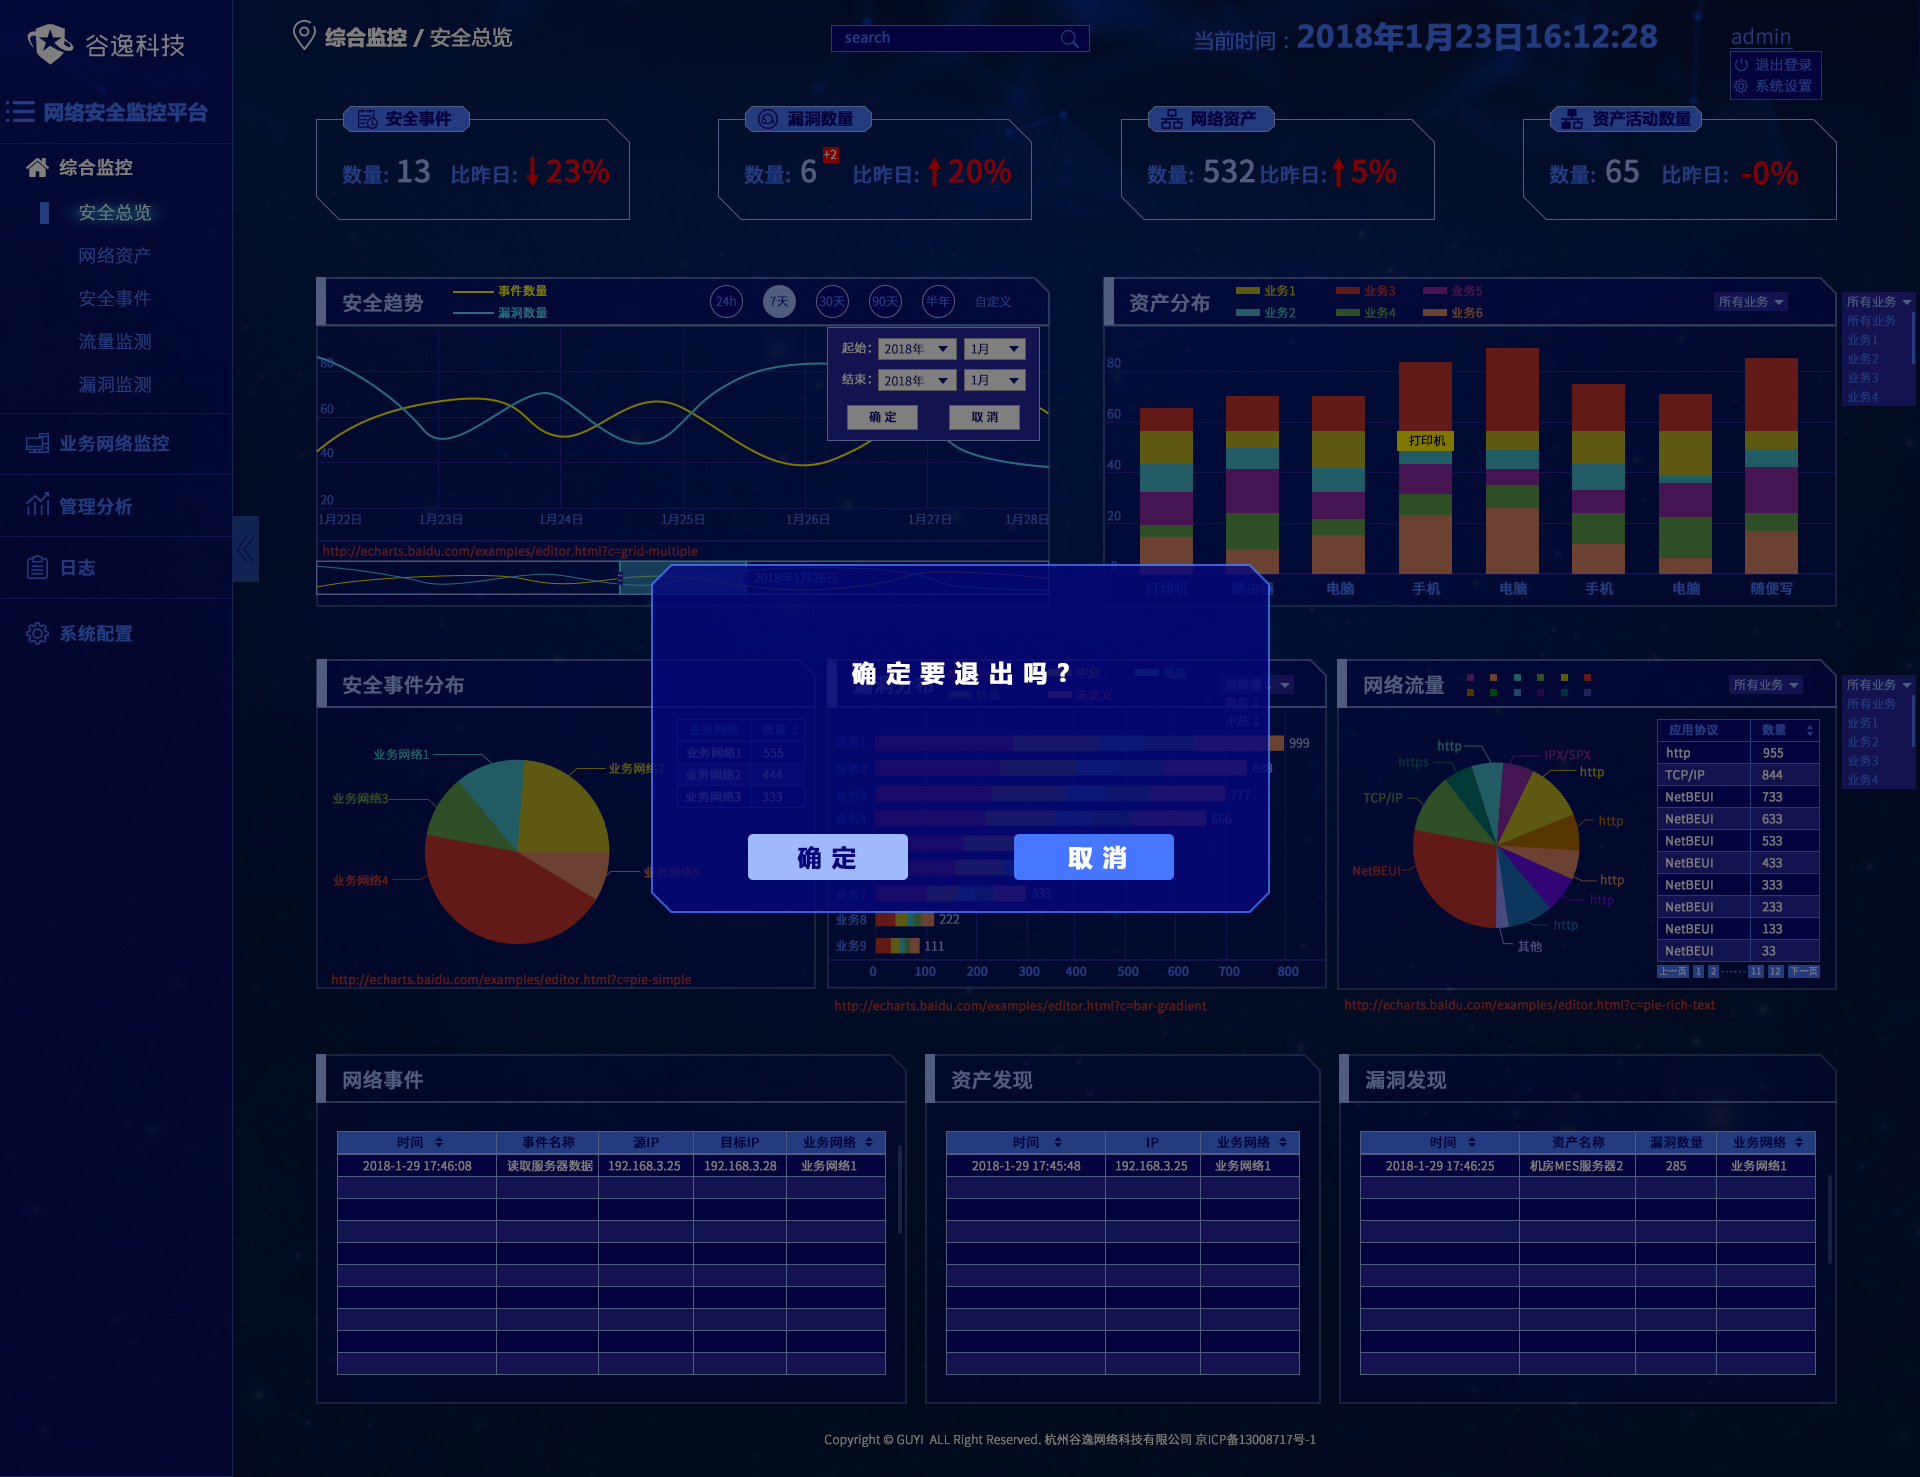 谷逸科技
网络安全监控平台
综合监控
安全总览
网络资产
安全事件
流量监测
漏洞监测
业务网络监控
管理分析
日志
系统配置
综合监控 / 安全总览
search
当前时间：2018年1月23日16:12:28
admin
退出登录
系统设置
安全事件
数量: 13 比昨日: 23%
漏洞数量
数量: 6 +2 比昨日: 20%
网络资产
数量: 532 比昨日: 5%
资产活动数量
数量: 65 比昨日: -0%
安全趋势
事件数量
漏洞数量
24h 7天 30天 90天 半年 自定义
起始: 2018年 1月
结束: 2018年 1月
确 定 取 消
80
60
40
20
1月22日 1月23日 1月24日 1月25日 1月26日 1月27日 1月28日
http://echarts.baidu.com/examples/editor.html?c=grid-multiple
2018年1月26日
资产分布
业务1 业务3 业务5
业务2 业务4 业务6
所有业务
所有业务
所有业务
业务1
业务2
业务3
业务4
80
60
40
20
0
打印机
打印机 路由器 电脑 手机 电脑 手机 电脑 随便写
确定要退出吗?
确 定 取 消
安全事件分布
业务网络1
业务网络2
业务网络3
业务网络4
业务网络5
业务网络 数量
业务网络1 555
业务网络2 444
业务网络3 333
http://echarts.baidu.com/examples/editor.html?c=pie-simple
漏洞分布
中危 低危
信息 未定义
总数量
高危↓
中危↓
业务1 999
业务2 888
业务3 777
业务4 666
业务7 333
业务8 222
业务9 111
0 100 200 300 400 500 600 700 800
http://echarts.baidu.com/examples/editor.html?c=bar-gradient
网络流量
所有业务
所有业务
所有业务
业务1
业务2
业务3
业务4
http
https
TCP/IP
NetBEUI
IPX/SPX
http
http
http
http
http
其他
应用协议 数量
http 955
TCP/IP 844
NetBEUI 733
NetBEUI 633
NetBEUI 533
NetBEUI 433
NetBEUI 333
NetBEUI 233
NetBEUI 133
NetBEUI 33
上一页 1 2 ······ 11 12 下一页
http://echarts.baidu.com/examples/editor.html?c=pie-rich-text
网络事件
时间 事件名称 源IP 目标IP 业务网络
2018-1-29 17:46:08 读取服务器数据 192.168.3.25 192.168.3.28 业务网络1
资产发现
时间 IP 业务网络
2018-1-29 17:45:48 192.168.3.25 业务网络1
漏洞发现
时间 资产名称 漏洞数量 业务网络
2018-1-29 17:46:25 机房MES服务器2 285 业务网络1
Copyright © GUYI ALL Right Reserved. 杭州谷逸网络科技有限公司 京ICP备13008717号-1